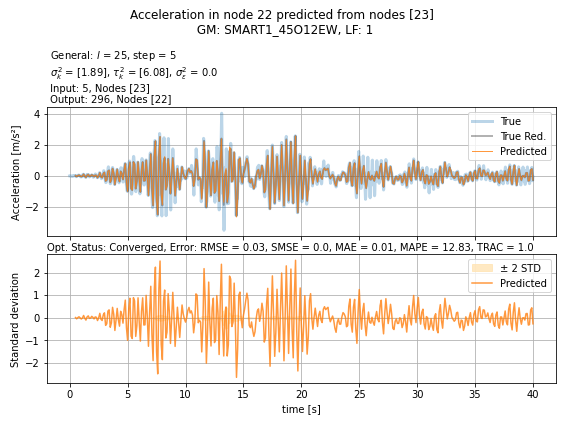 Acceleration in node 22 predicted from nodes [23]
GM: SMART1_45O12EW, LF: 1
General: l = 25, step = 5
σ²ₖ = [1.89], τ²ₖ = [6.08], σ²ε = 0.0
Input: 5, Nodes [23]
Output: 296, Nodes [22]
Acceleration [m/s²]
4
2
0
−2
True
True Red.
Predicted
Opt. Status: Converged, Error: RMSE = 0.03, SMSE = 0.0, MAE = 0.01, MAPE = 12.83, TRAC = 1.0
Standard deviation
2
1
0
−1
−2
± 2 STD
Predicted
0 5 10 15 20 25 30 35 40
time [s]